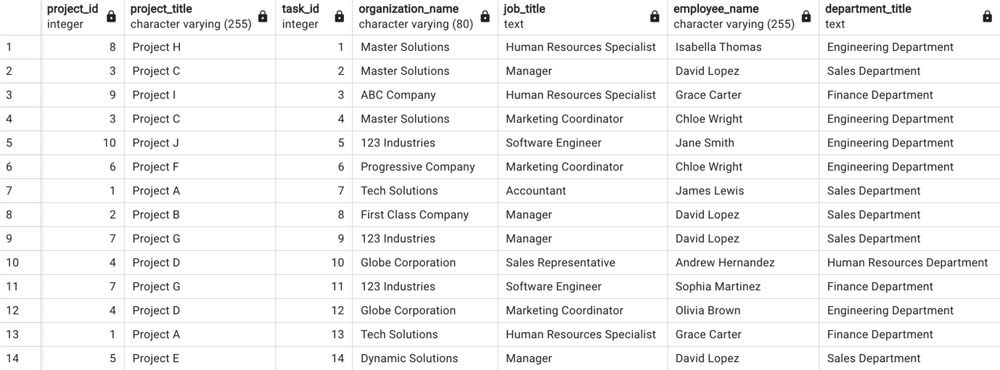 project_id project_title task_id organization_name job_title employee_name department_title
integer character varying (255) integer character varying (80) text character varying (255) text
1 8 Project H 1 Master Solutions Human Resources Specialist Isabella Thomas Engineering Department
2 3 Project C 2 Master Solutions Manager David Lopez Sales Department
3 9 Project I 3 ABC Company Human Resources Specialist Grace Carter Finance Department
4 3 Project C 4 Master Solutions Marketing Coordinator Chloe Wright Engineering Department
5 10 Project J 5 123 Industries Software Engineer Jane Smith Engineering Department
6 6 Project F 6 Progressive Company Marketing Coordinator Chloe Wright Engineering Department
7 1 Project A 7 Tech Solutions Accountant James Lewis Sales Department
8 2 Project B 8 First Class Company Manager David Lopez Sales Department
9 7 Project G 9 123 Industries Manager David Lopez Sales Department
10 4 Project D 10 Globe Corporation Sales Representative Andrew Hernandez Human Resources Department
11 7 Project G 11 123 Industries Software Engineer Sophia Martinez Finance Department
12 4 Project D 12 Globe Corporation Marketing Coordinator Olivia Brown Engineering Department
13 1 Project A 13 Tech Solutions Human Resources Specialist Grace Carter Finance Department
14 5 Project E 14 Dynamic Solutions Manager David Lopez Sales Department